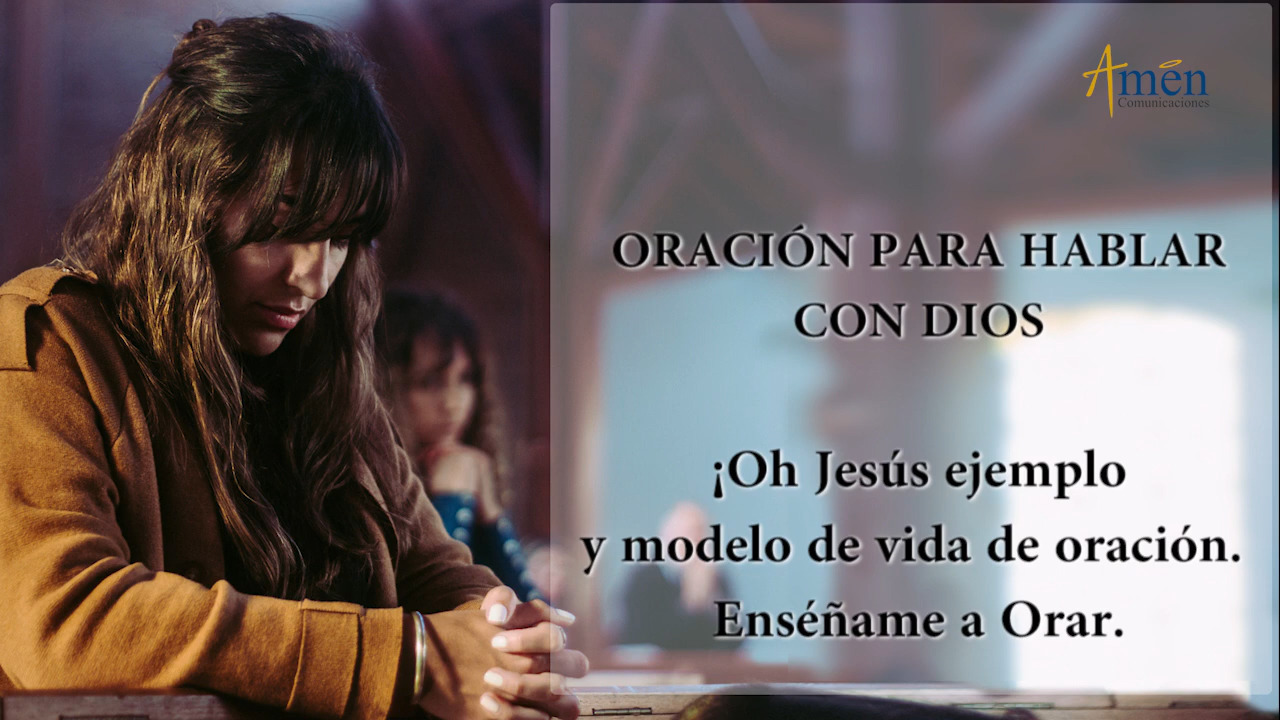 Amén
Comunicaciones
ORACIÓN PARA HABLAR
CON DIOS
¡Oh Jesús ejemplo
y modelo de vida de oración.
Enséñame a Orar.